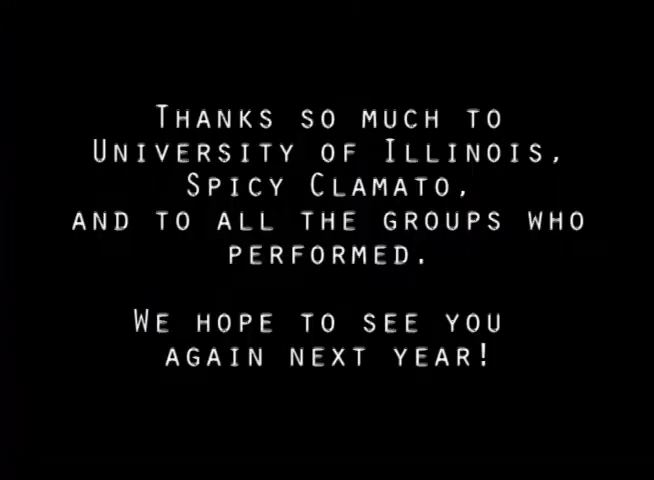 Thanks so much to
University of Illinois,
Spicy Clamato,
and to all the groups who
performed.
We hope to see you
again next year!